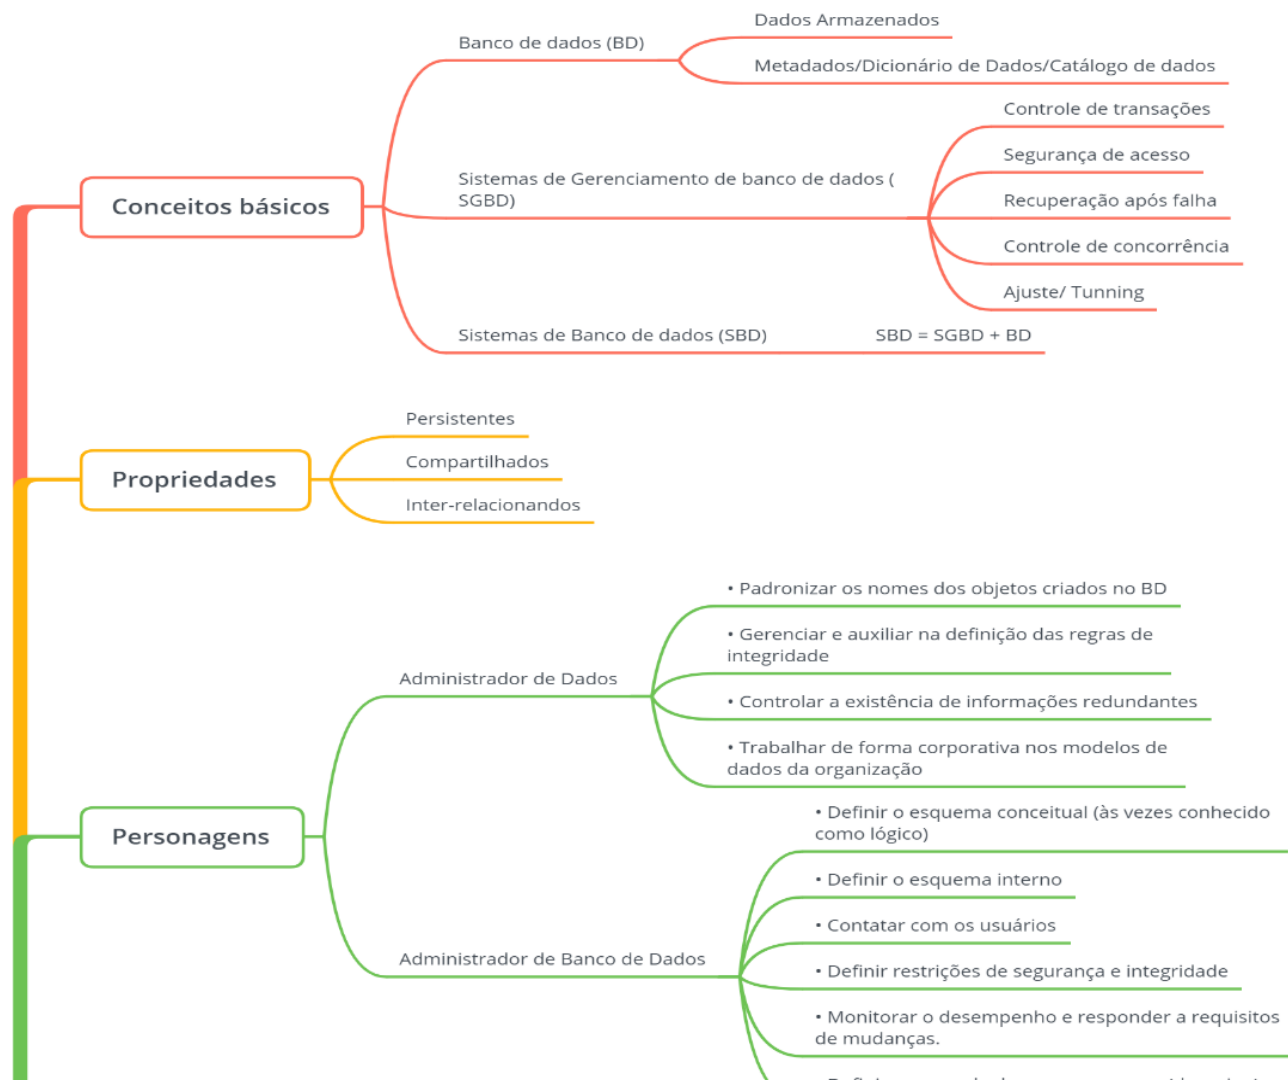 Dados Armazenados
Banco de dados (BD)
Metadados/Dicionário de Dados/Catálogo de dados
Controle de transações
Segurança de acesso
Sistemas de Gerenciamento de banco de dados (
SGBD)
Recuperação após falha
Conceitos básicos
Controle de concorrência
Ajuste/ Tunning
Sistemas de Banco de dados (SBD)
SBD = SGBD + BD
Persistentes
Compartilhados
Propriedades
Inter-relacionandos
• Padronizar os nomes dos objetos criados no BD
• Gerenciar e auxiliar na definição das regras de
integridade
Administrador de Dados
• Controlar a existência de informações redundantes
• Trabalhar de forma corporativa nos modelos de
dados da organização
Personagens
• Definir o esquema conceitual (às vezes conhecido
como lógico)
• Definir o esquema interno
• Contatar com os usuários
Administrador de Banco de Dados
• Definir restrições de segurança e integridade
• Monitorar o desempenho e responder a requisitos
de mudanças.